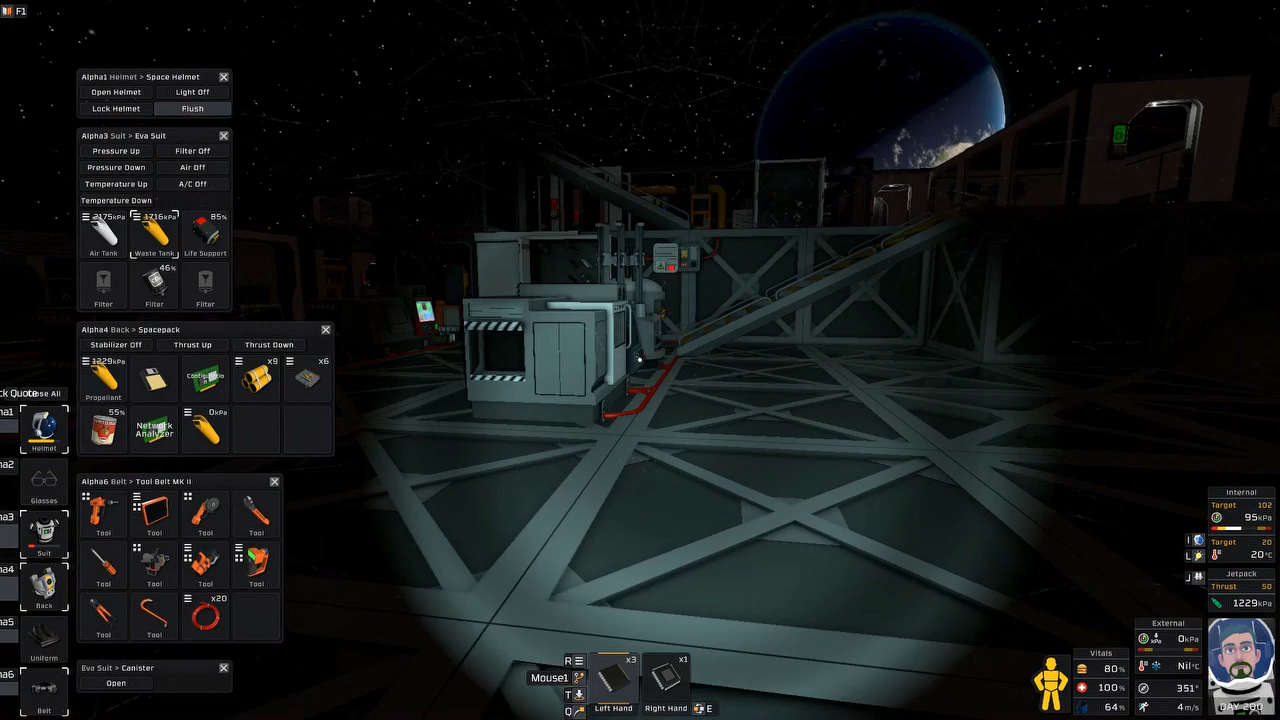 F1
Alpha1 Helmet > Space Helmet
Open Helmet
Light Off
Lock Helmet
Flush
Alpha3 Suit > Eva Suit
Pressure Up
Filter Off
Pressure Down
Air Off
Temperature Up
A/C Off
Temperature Down
2175kPa
1716kPa
85%
Air Tank
Waste Tank
Life Support
46%
Filter
Filter
Filter
Alpha4 Back > Spacepack
Stabilizer Off
Thrust Up
Thrust Down
1229kPa
x9
x6
Propellant
55%
Network
Analyzer
0kPa
Helmet
Glasses
Suit
Back
Uniform
Belt
Alpha6 Belt > Tool Belt MK II
Tool
Tool
Tool
Tool
Tool
Tool
Tool
Tool
x20
Tool
Tool
Eva Suit > Canister
Open
R
x3
x1
Mouse1
T
Q
Left Hand
Right Hand
E
Internal
Target 102
95kPa
Target 20
20°C
Jetpack
Thrust 50
1229kPa
External
0kPa
Nil°C
351°
4m/s
Vitals
80%
100%
64%
DAY 200